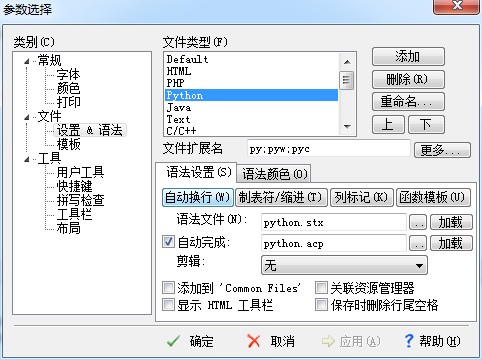 参数选择
类别(C)
常规
字体
颜色
打印
文件
设置 & 语法
模板
工具
用户工具
快捷键
拼写检查
工具栏
布局
文件类型(F)
Default
HTML
PHP
Python
Java
Text
C/C++
添加
删除(R)
重命名...
上 下
文件扩展名 py;pyw;pyc 更多...
语法设置(S) 语法颜色(O)
自动换行(W) 制表符/缩进(T) 列标记(K) 函数模板(U)
语法文件(N): python.stx .. 加载
自动完成: python.acp .. 加载
剪辑: 无
添加到 'Common Files' 关联资源管理器
显示 HTML 工具栏 保存时删除行尾空格
确定 取消 应用(A) 帮助(H)